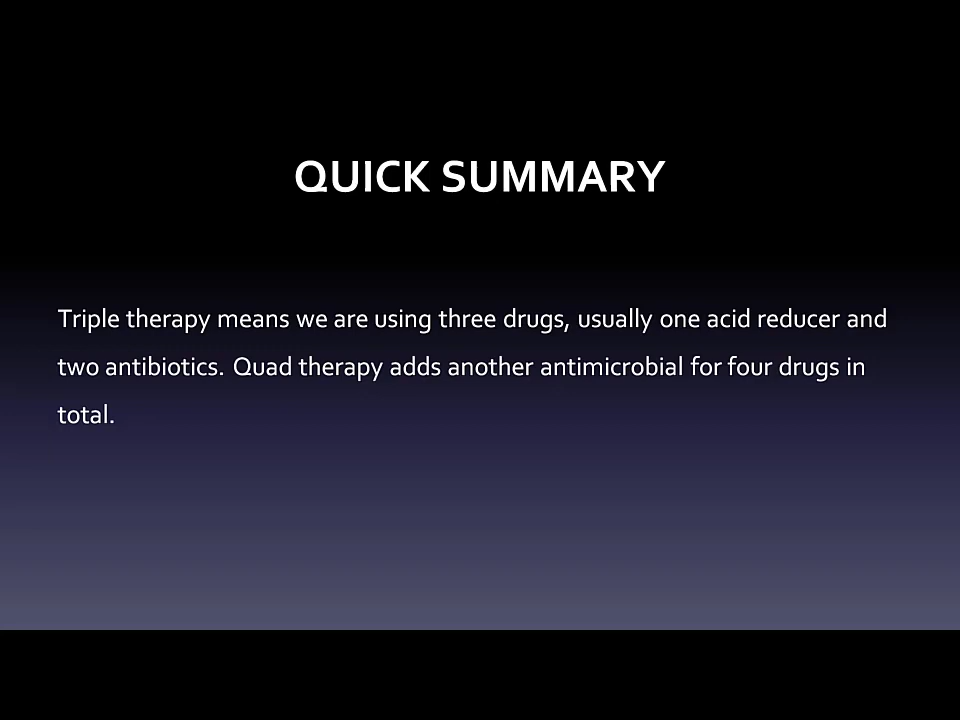 QUICK SUMMARY
Triple therapy means we are using three drugs, usually one acid reducer and
two antibiotics. Quad therapy adds another antimicrobial for four drugs in
total.